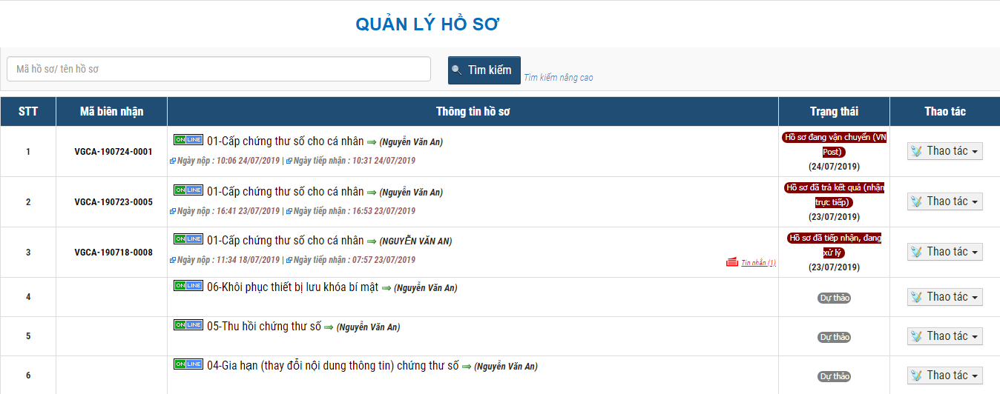 QUẢN LÝ HỒ SƠ
Mã hồ sơ/ tên hồ sơ
Tìm kiếm
Tìm kiếm nâng cao
STT Mã biên nhận Thông tin hồ sơ Trạng thái Thao tác
1 VGCA-190724-0001 ONLINE 01-Cấp chứng thư số cho cá nhân (Nguyễn Văn An)
Ngày nộp : 10:06 24/07/2019 | Ngày tiếp nhận : 10:31 24/07/2019
Hồ sơ đang vận chuyển (VN
Post)
(24/07/2019)
Thao tác
2 VGCA-190723-0005 ONLINE 01-Cấp chứng thư số cho cá nhân (Nguyễn Văn An)
Ngày nộp : 16:41 23/07/2019 | Ngày tiếp nhận : 16:53 23/07/2019
Hồ sơ đã trả kết quả (nhận
trực tiếp)
(23/07/2019)
Thao tác
3 VGCA-190718-0008 ONLINE 01-Cấp chứng thư số cho cá nhân (NGUYỄN VĂN AN)
Ngày nộp : 11:34 18/07/2019 | Ngày tiếp nhận : 07:57 23/07/2019
Tin nhắn (1)
Hồ sơ đã tiếp nhận, đang
xử lý
(23/07/2019)
Thao tác
4 ONLINE 06-Khôi phục thiết bị lưu khóa bí mật (Nguyễn Văn An) Dự thảo Thao tác
5 ONLINE 05-Thu hồi chứng thư số (Nguyễn Văn An) Dự thảo Thao tác
6 ONLINE 04-Gia hạn (thay đổi nội dung thông tin) chứng thư số (Nguyễn Văn An) Dự thảo Thao tác